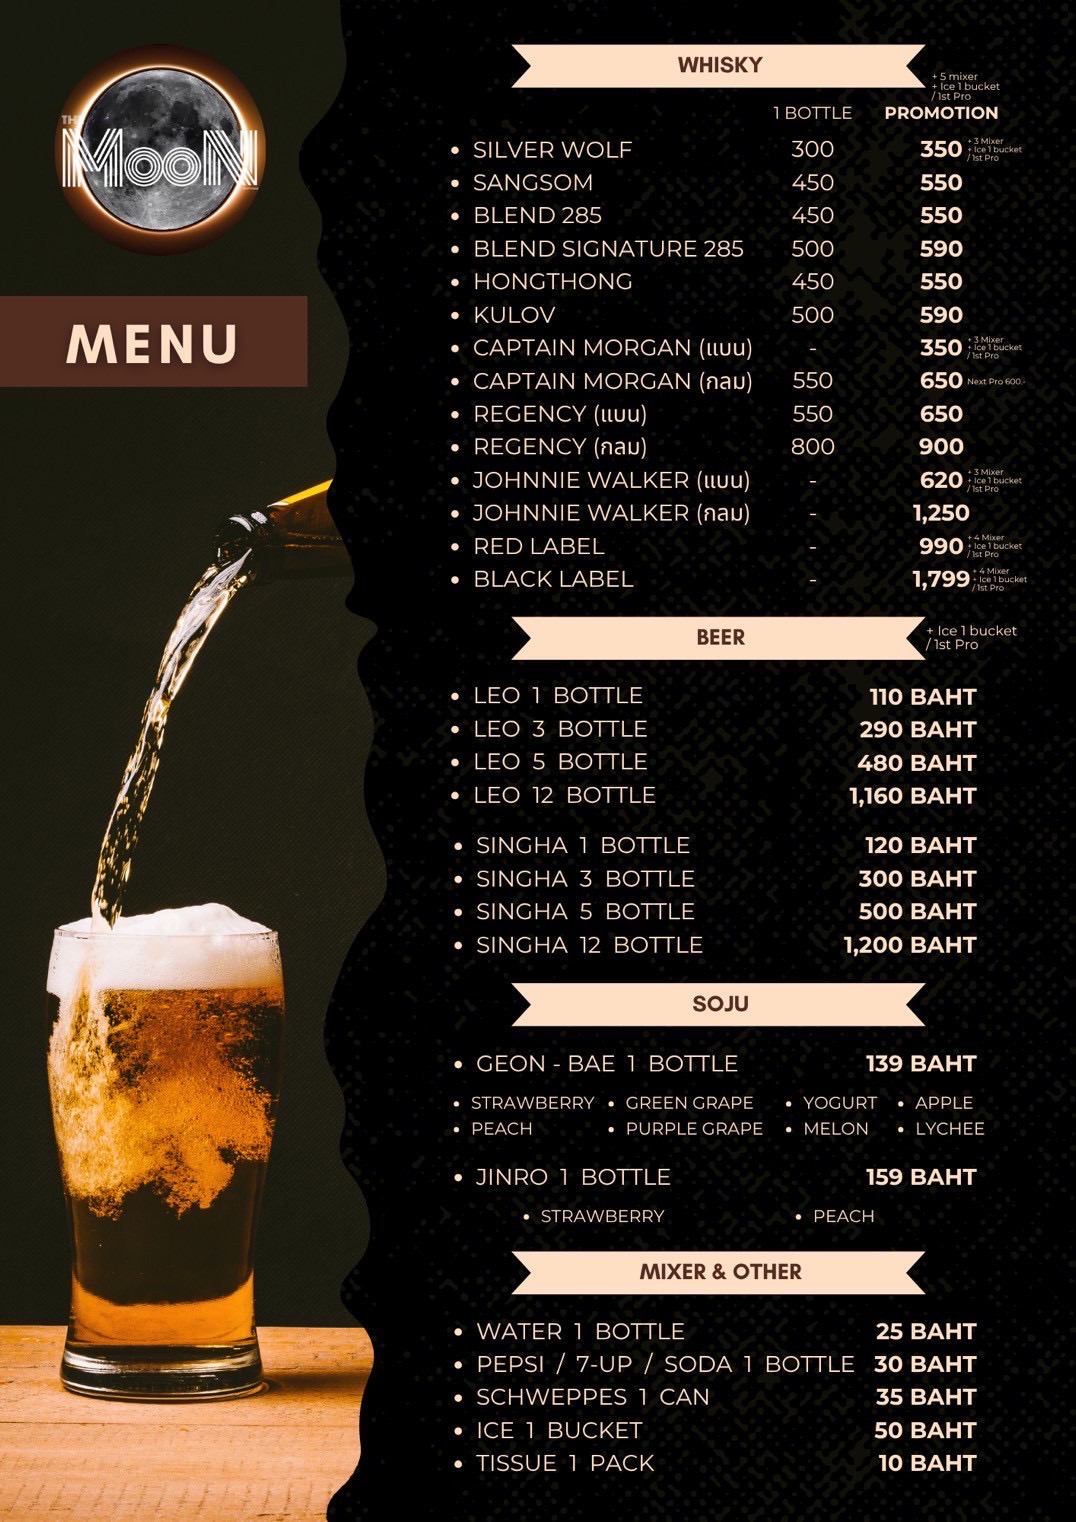 THE
MooN
MENU
WHISKY
+ 5 mixer
+ Ice 1 bucket
/ 1st Pro
1 BOTTLE PROMOTION
• SILVER WOLF 300 350 + 3 Mixer
+ Ice 1 bucket
/ 1st Pro
• SANGSOM 450 550
• BLEND 285 450 550
• BLEND SIGNATURE 285 500 590
• HONGTHONG 450 550
• KULOV 500 590
• CAPTAIN MORGAN (แบน) - 350 + 3 Mixer
+ Ice 1 bucket
/ 1st Pro
• CAPTAIN MORGAN (กลม) 550 650 Next Pro 600.-
• REGENCY (แบน) 550 650
• REGENCY (กลม) 800 900
• JOHNNIE WALKER (แบน) - 620 + 3 Mixer
+ Ice 1 bucket
/ 1st Pro
• JOHNNIE WALKER (กลม) - 1,250
• RED LABEL - 990 + 4 Mixer
+ Ice 1 bucket
/ 1st Pro
• BLACK LABEL - 1,799 + 4 Mixer
+ Ice 1 bucket
/ 1st Pro
BEER
+ Ice 1 bucket
/ 1st Pro
• LEO 1 BOTTLE 110 BAHT
• LEO 3 BOTTLE 290 BAHT
• LEO 5 BOTTLE 480 BAHT
• LEO 12 BOTTLE 1,160 BAHT
• SINGHA 1 BOTTLE 120 BAHT
• SINGHA 3 BOTTLE 300 BAHT
• SINGHA 5 BOTTLE 500 BAHT
• SINGHA 12 BOTTLE 1,200 BAHT
SOJU
• GEON - BAE 1 BOTTLE 139 BAHT
• STRAWBERRY • GREEN GRAPE • YOGURT • APPLE
• PEACH • PURPLE GRAPE • MELON • LYCHEE
• JINRO 1 BOTTLE 159 BAHT
• STRAWBERRY • PEACH
MIXER & OTHER
• WATER 1 BOTTLE 25 BAHT
• PEPSI / 7-UP / SODA 1 BOTTLE 30 BAHT
• SCHWEPPES 1 CAN 35 BAHT
• ICE 1 BUCKET 50 BAHT
• TISSUE 1 PACK 10 BAHT